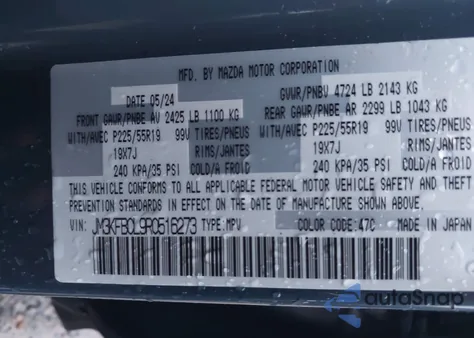 MFD. BY MAZDA MOTOR CORPORATION
DATE 05/24 GVWR/PNBV 4724 LB 2143 KG
FRONT GAWR/PNBE AV 2425 LB 1100 KG REAR GAWR/PNBE AR 2299 LB 1043 KG
WITH/AVEC P225/55R19 99V TIRES/PNEUS WITH/AVEC P225/55R19 99V TIRES/PNEUS
19X7J RIMS/JANTES 19X7J RIMS/JANTES
240 KPA/35 PSI COLD/A FROID 240 KPA/35 PSI COLD/A FROID
THIS VEHICLE CONFORMS TO ALL APPLICABLE FEDERAL MOTOR VEHICLE SAFETY AND THEFT
PREVENTION STANDARDS IN EFFECT ON THE DATE OF MANUFACTURE SHOWN ABOVE.
VIN: JM3KFBCL9R0516273 TYPE:MPV COLOR CODE:47C MADE IN JAPAN
autoSnap